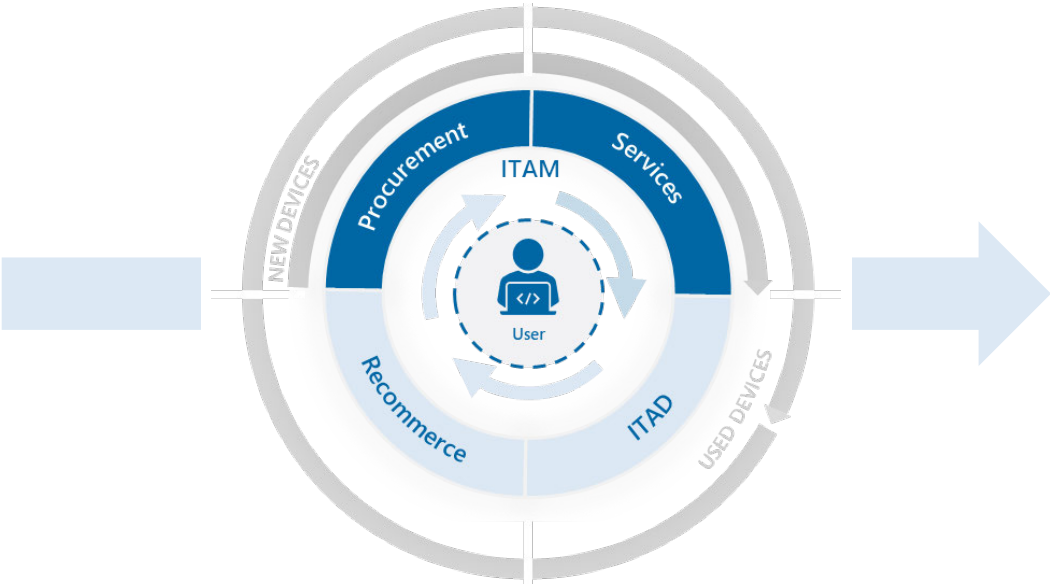 Procurement
Services
ITAM
NEW DEVICES
</>
User
Recommerce
ITAD
USED DEVICES